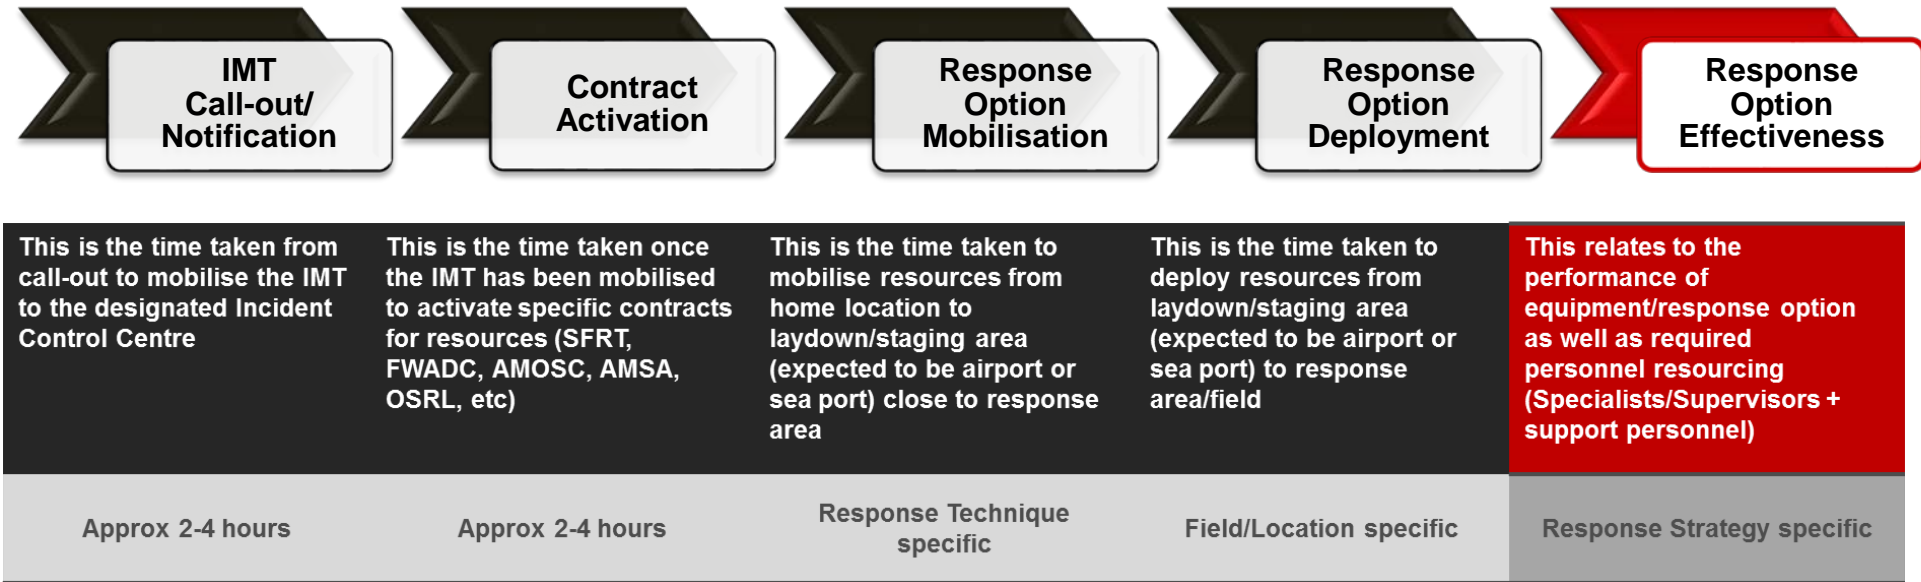 IMT
Call-out/
Notification
Contract
Activation
Response
Option
Mobilisation
Response
Option
Deployment
Response
Option
Effectiveness
This is the time taken from
call-out to mobilise the IMT
to the designated Incident
Control Centre
This is the time taken once
the IMT has been mobilised
to activate specific contracts
for resources (SFRT,
FWADC, AMOSC, AMSA,
OSRL, etc)
This is the time taken to
mobilise resources from
home location to
laydown/staging area
(expected to be airport or
sea port) close to response
area
This is the time taken to
deploy resources from
laydown/staging area
(expected to be airport or
sea port) to response
area/field
This relates to the
performance of
equipment/response option
as well as required
personnel resourcing
(Specialists/Supervisors +
support personnel)
Approx 2-4 hours
Approx 2-4 hours
Response Technique
specific
Field/Location specific
Response Strategy specific